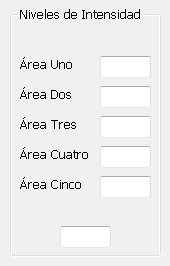 Niveles de Intensidad
Área Uno
Área Dos
Área Tres
Área Cuatro
Área Cinco